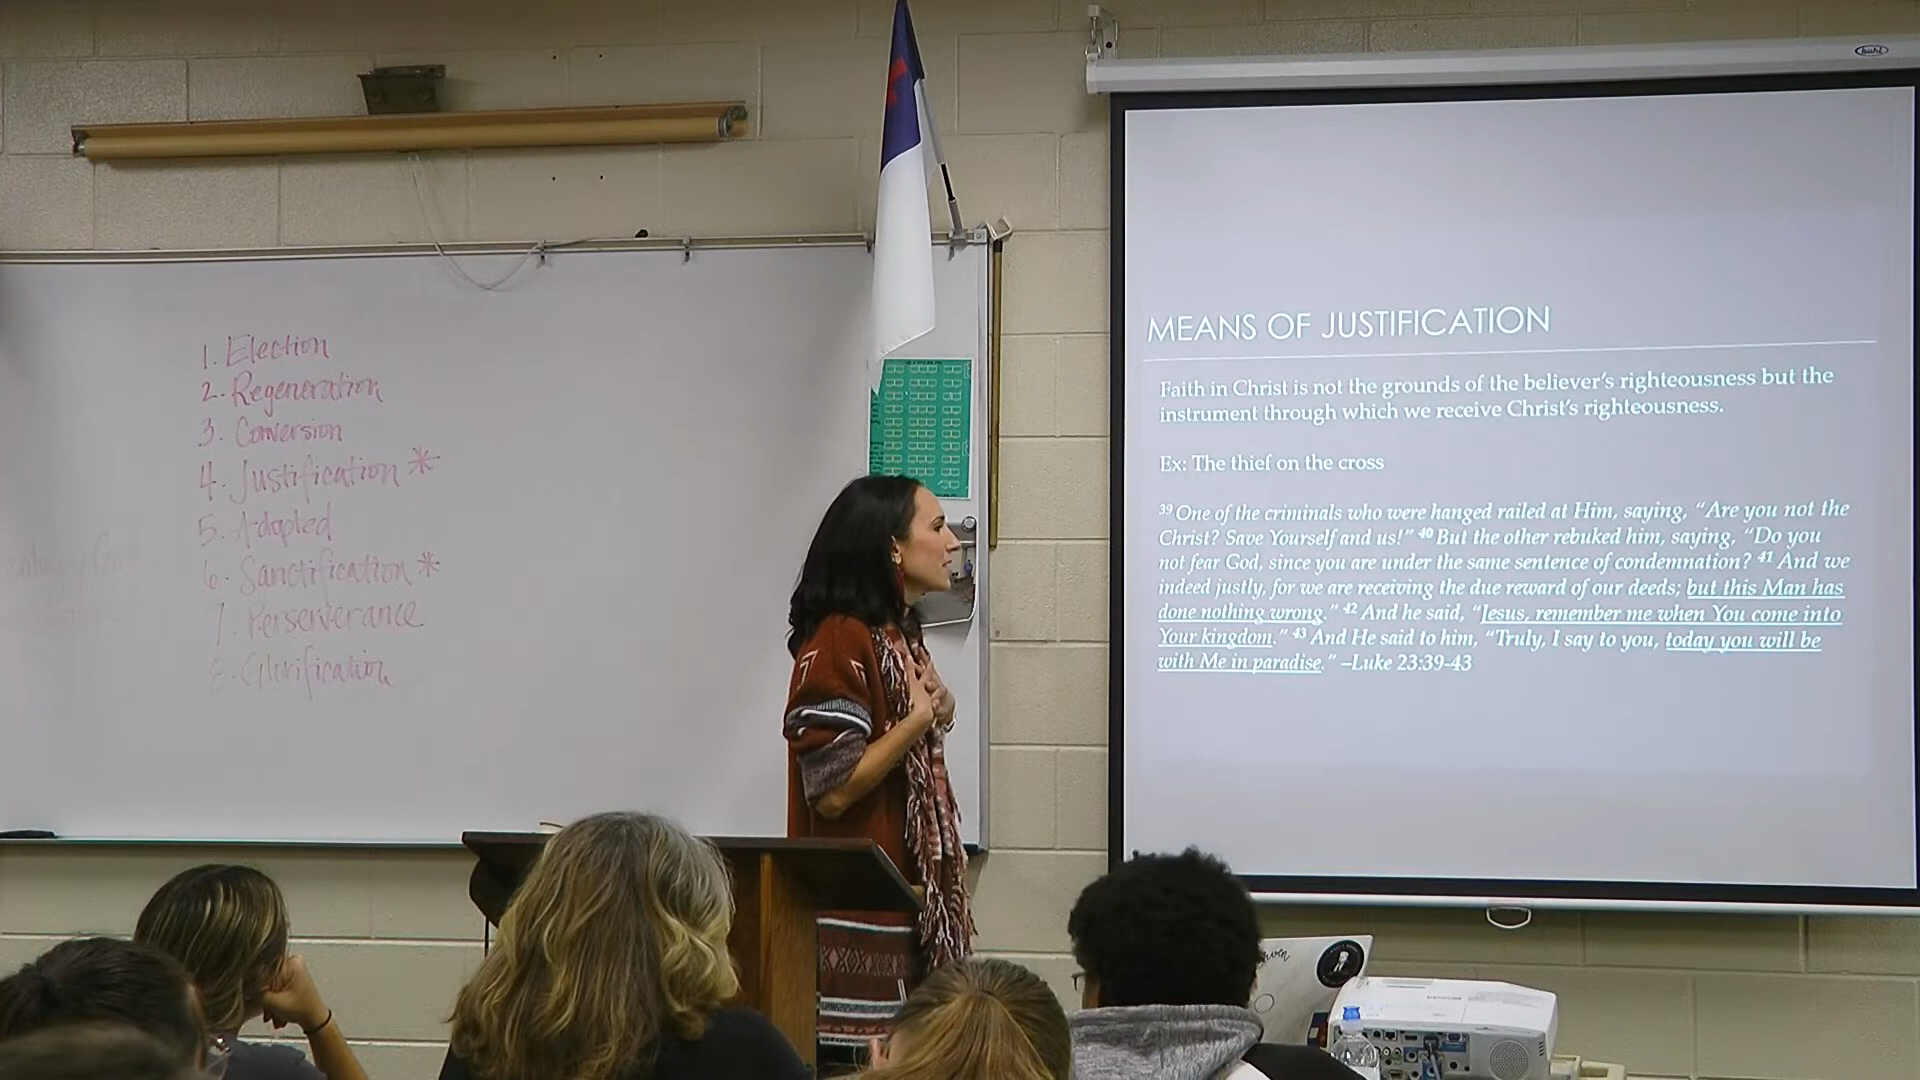 1. Election
2. Regeneration
3. Conversion
4. Justification *
5. Adopted
6. Sanctification *
7. Perserverance
8. Glorification
buhl
MEANS OF JUSTIFICATION
Faith in Christ is not the grounds of the believer's righteousness but the
instrument through which we receive Christ's righteousness.
Ex: The thief on the cross
39 One of the criminals who were hanged railed at Him, saying, "Are you not the
Christ? Save Yourself and us!" 40 But the other rebuked him, saying, "Do you
not fear God, since you are under the same sentence of condemnation? 41 And we
indeed justly, for we are receiving the due reward of our deeds; but this Man has
done nothing wrong." 42 And he said, "Jesus, remember me when You come into
Your kingdom." 43 And He said to him, "Truly, I say to you, today you will be
with Me in paradise." –Luke 23:39-43